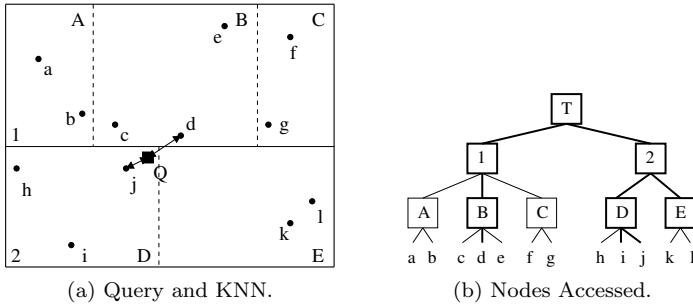 A B C
e
f
a
b c d g
1
Q
h j
l
k
2 i D E
(a) Query and KNN.
T
1 2
A B C D E
a b c d e f g h i j k l
(b) Nodes Accessed.